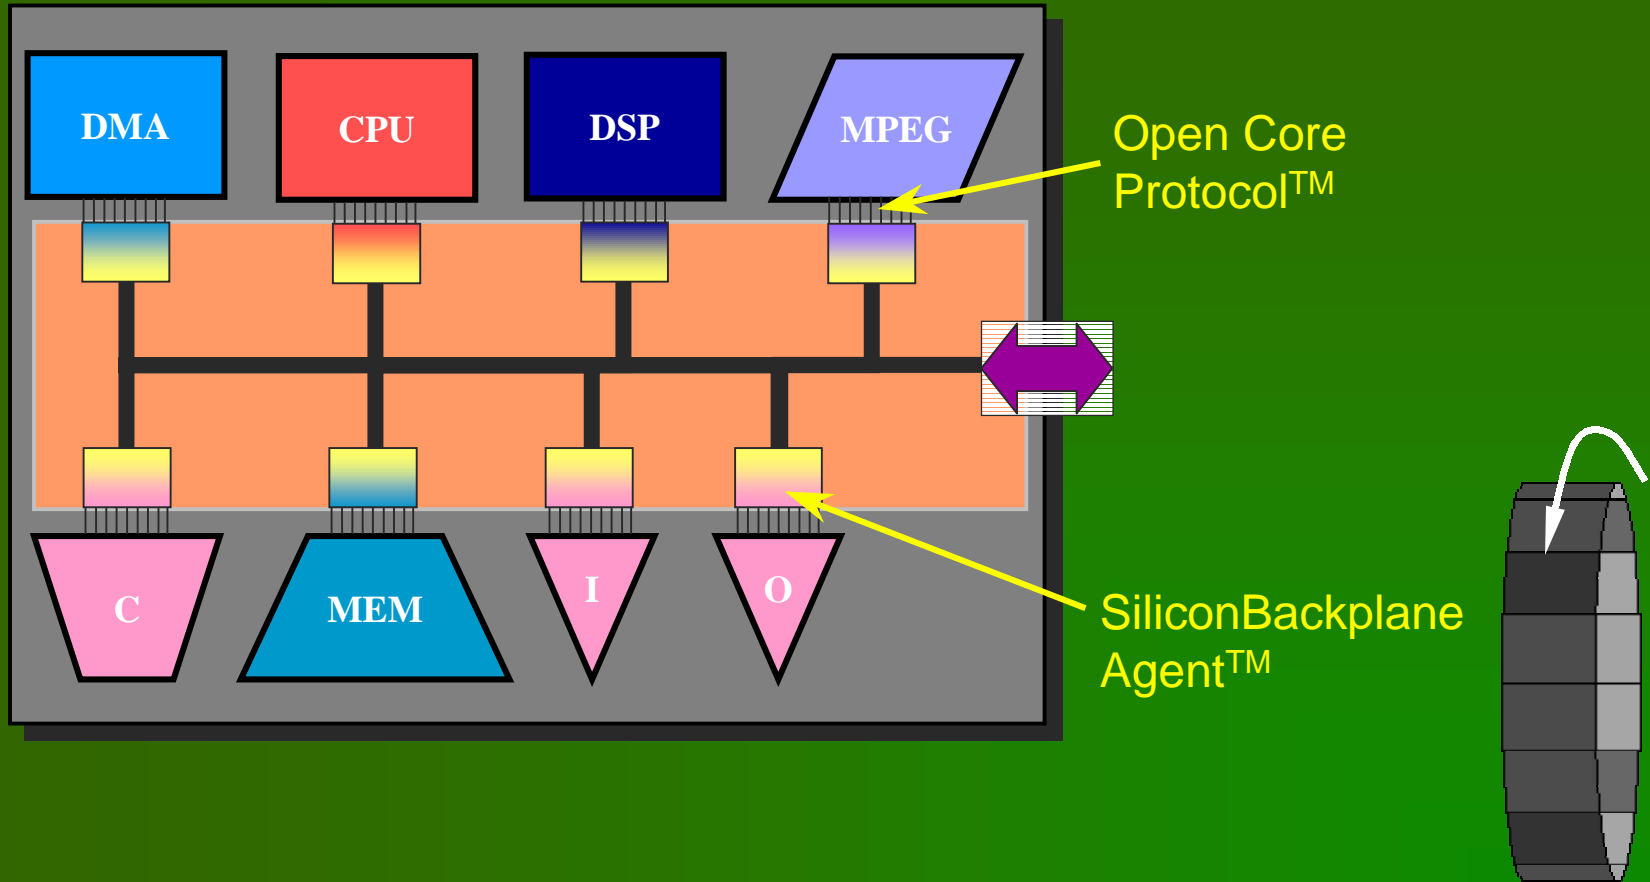 DMA
CPU
DSP
MPEG
Open Core
Protocol™
C
MEM
I
O
SiliconBackplane
Agent™